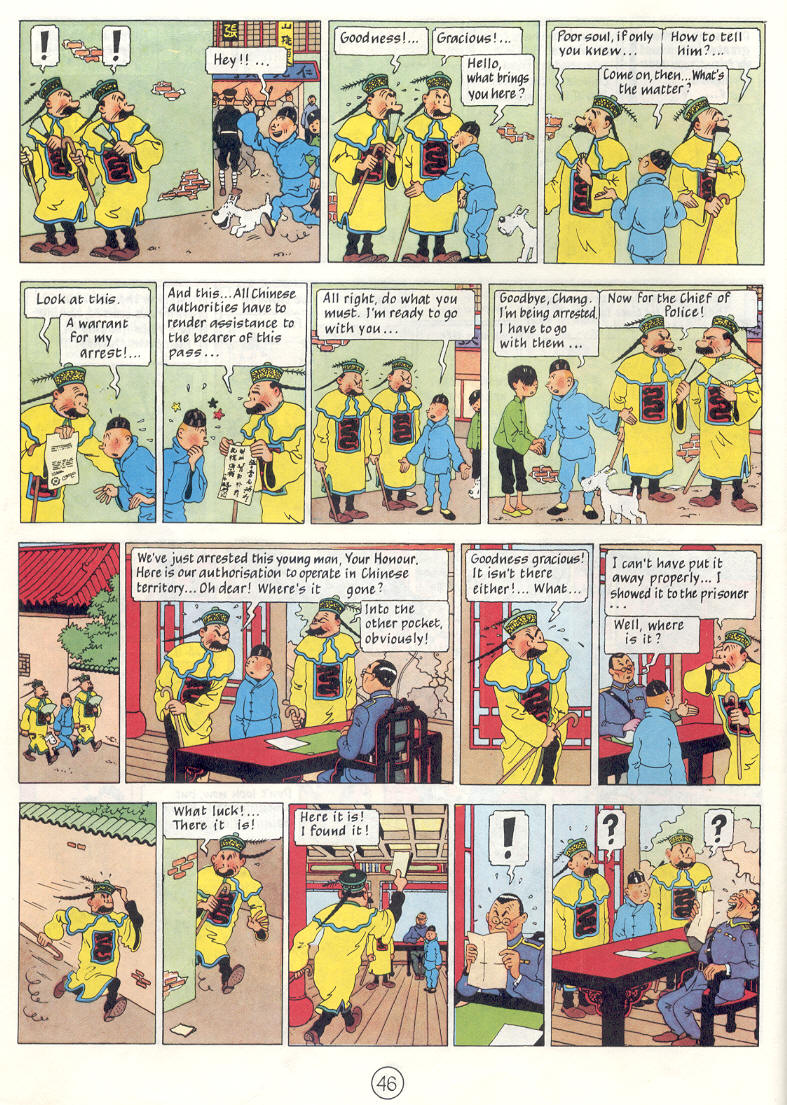 !
!
Hey!! ...
Goodness!...
Gracious!...
Hello,
what brings
you here?
Poor soul, if only
you knew...
How to tell
him?...
Come on, then... What's
the matter?
Look at this.
A warrant
for my
arrest!...
And this... All Chinese
authorities have to
render assistance to
the bearer of this
pass...
All right, do what you
must. I'm ready to go
with you...
Goodbye, Chang.
I'm being arrested.
I have to go
with them ...
Now for the Chief of
Police!
We've just arrested this young man, Your Honour.
Here is our authorisation to operate in Chinese
territory... Oh dear! Where's it gone?
Into the
other pocket,
obviously!
Goodness gracious!
It isn't there
either!... What...
I can't have put it
away properly... I
showed it to the prisoner
...
Well, where
is it?
What luck!...
There it is!
Here it is!
I found it!
!
?
?
46